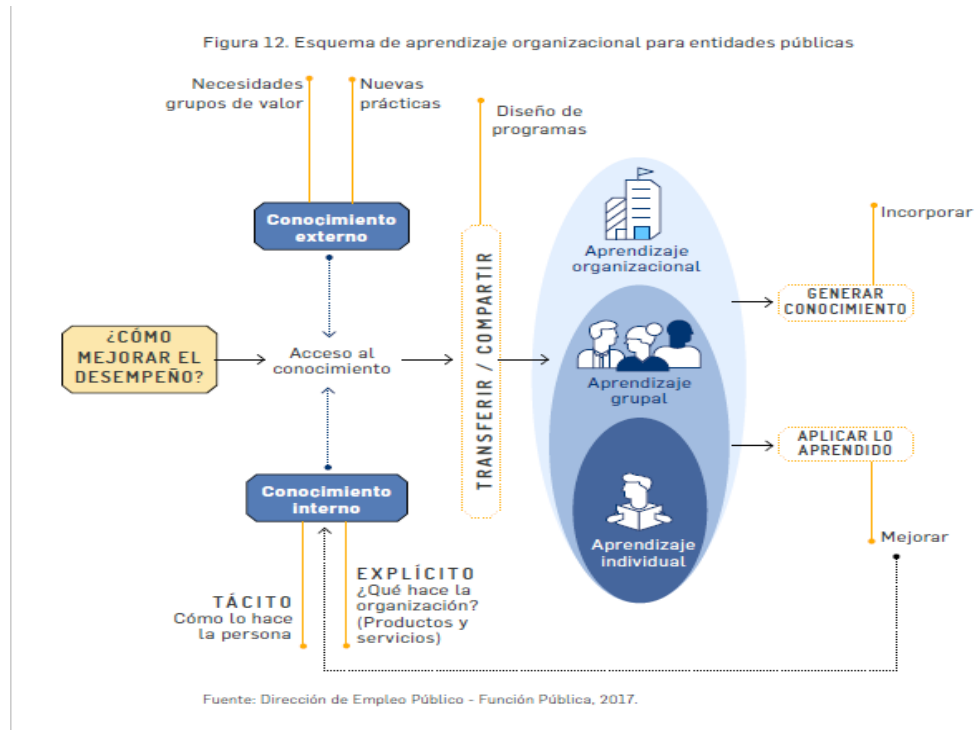 Figura 12. Esquema de aprendizaje organizacional para entidades públicas
Necesidades
grupos de valor
Nuevas
prácticas
Diseño de
programas
Conocimiento
externo
Aprendizaje
organizacional
Incorporar
GENERAR
CONOCIMIENTO
¿CÓMO
MEJORAR EL
DESEMPEÑO?
Acceso al
conocimiento
TRANSFERIR / COMPARTIR
Aprendizaje
grupal
APLICAR LO
APRENDIDO
Conocimiento
interno
Aprendizaje
individual
Mejorar
TÁCITO
Cómo lo hace
la persona
EXPLÍCITO
¿Qué hace la
organización?
(Productos y
servicios)
Fuente: Dirección de Empleo Público - Función Pública, 2017.